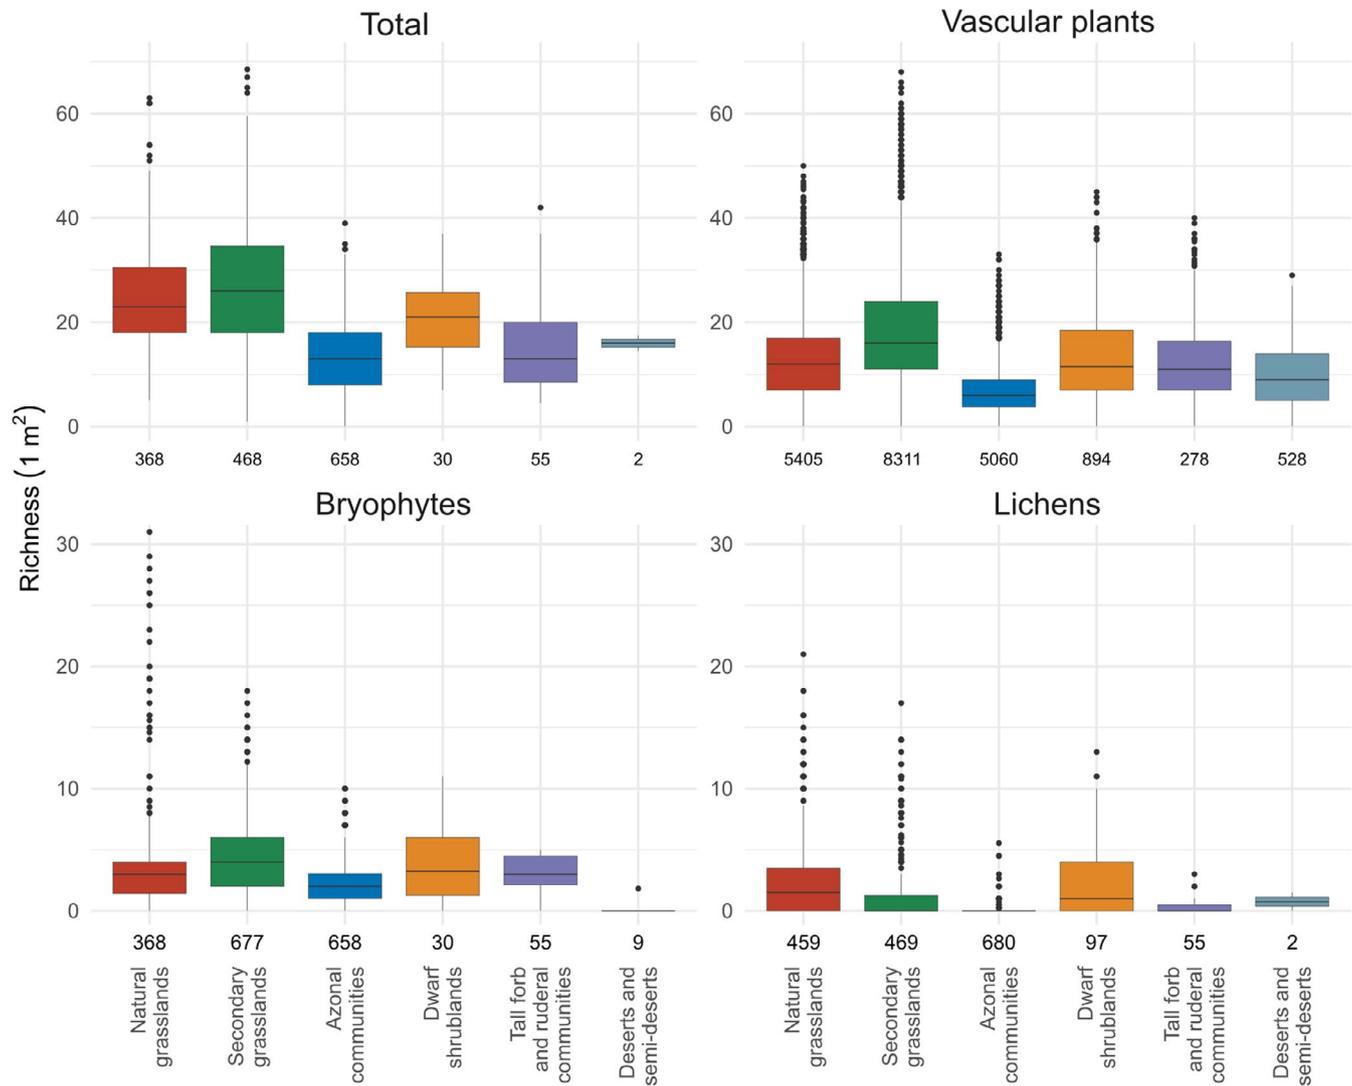 Total
Vascular plants
60
40
20
0
60
40
20
0
368 468 658 30 55 2
5405 8311 5060 894 278 528
Richness (1 m²)
Bryophytes
Lichens
30
20
10
0
30
20
10
0
368 677 658 30 55 9
459 469 680 97 55 2
Natural
grasslands
Secondary
grasslands
Azonal
communities
Dwarf
shrublands
Tall forb
and ruderal
communities
Deserts and
semi-deserts
Natural
grasslands
Secondary
grasslands
Azonal
communities
Dwarf
shrublands
Tall forb
and ruderal
communities
Deserts and
semi-deserts